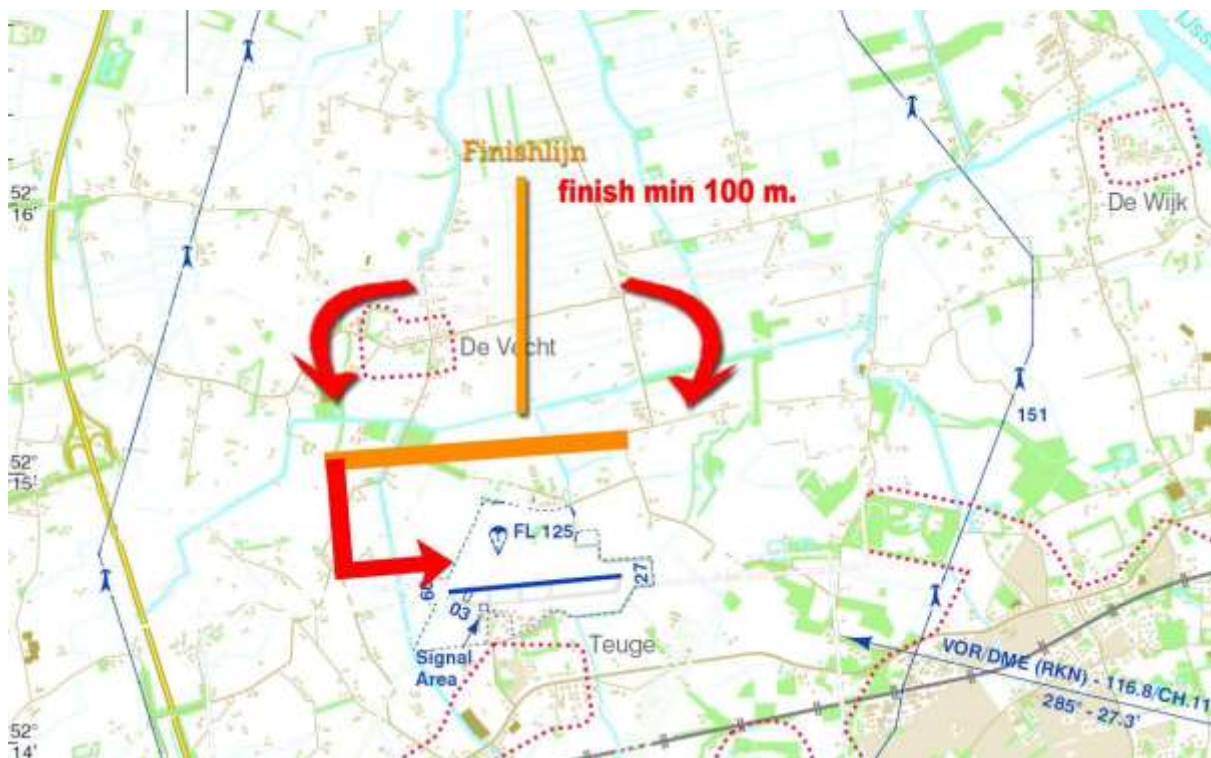 IJss
Finishlijn
finish min 100 m.
52°
16'
De Wijk
De Vecht
151
52°
15'
FL 125
27
09
03
Signal
Area
Teuge
VOR/DME (RKN) - 116.8/CH.11
285° - 27.3'
52°
14'